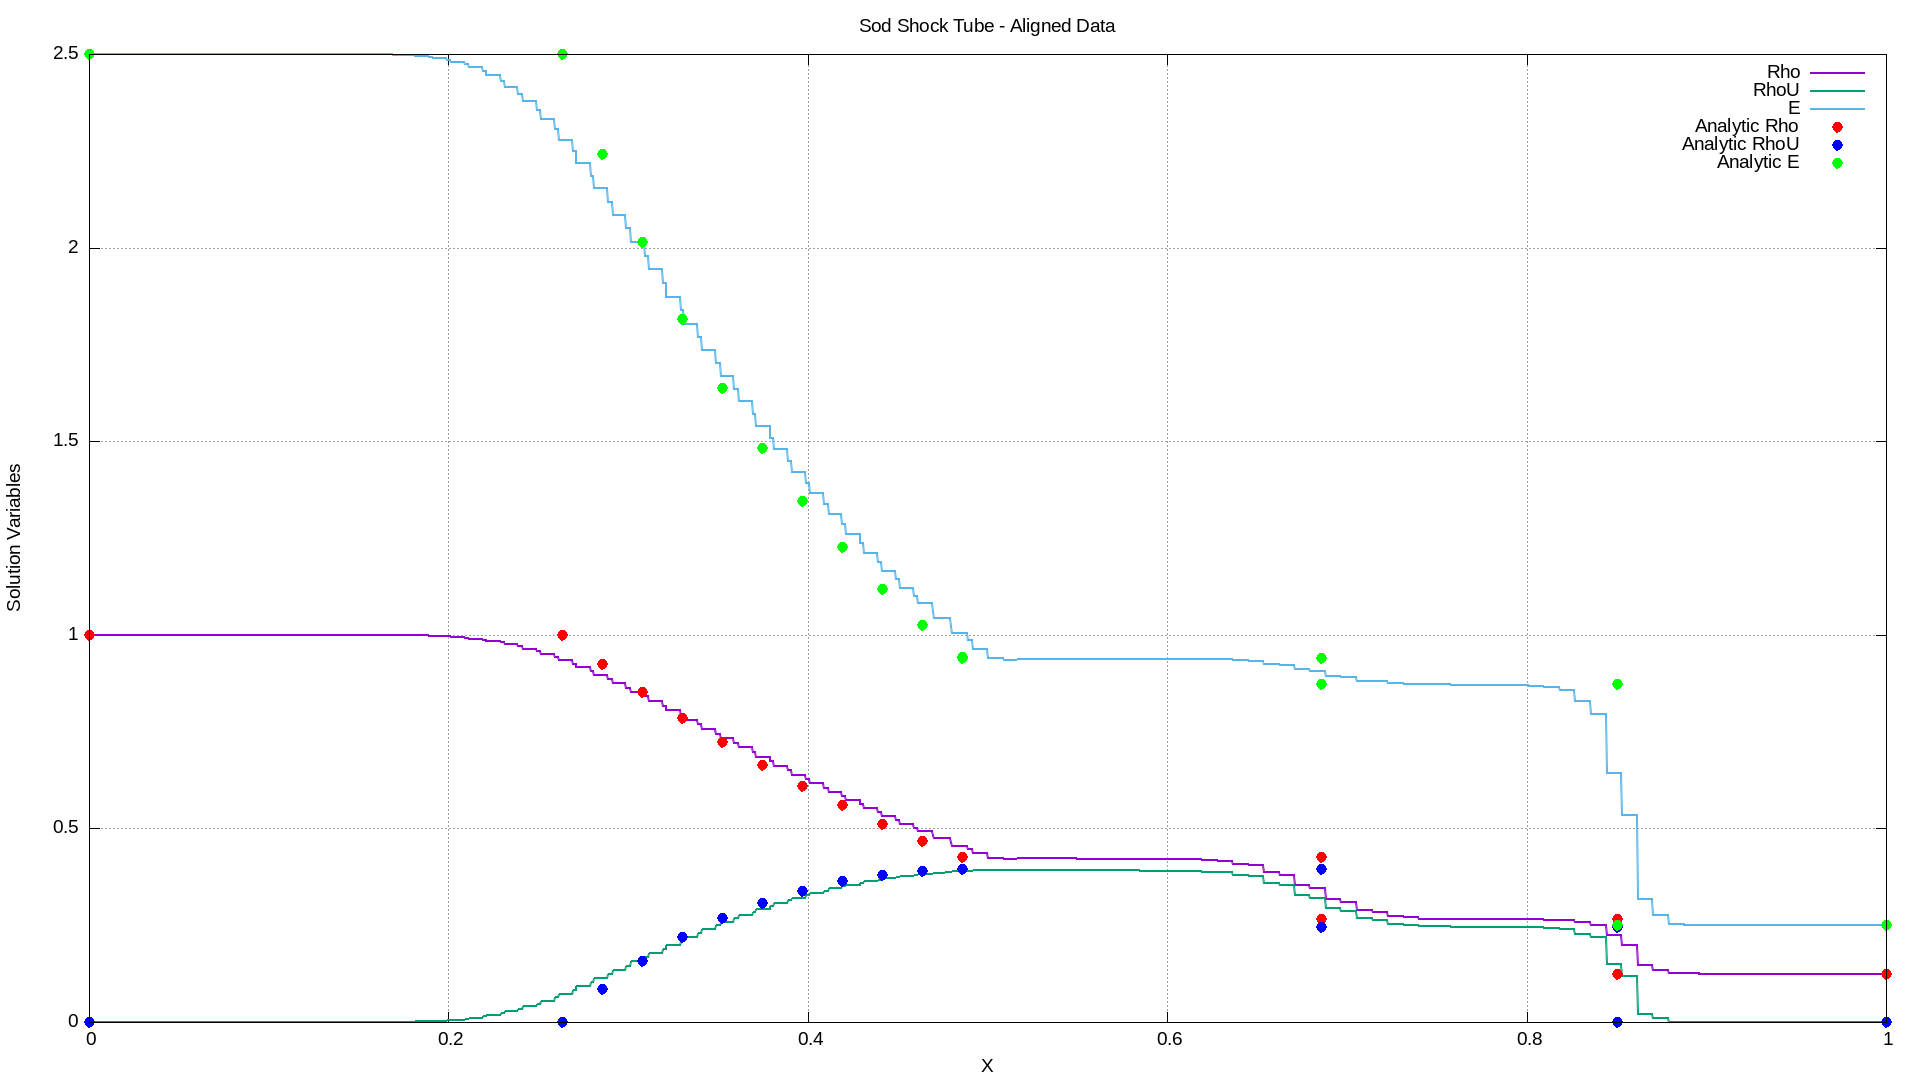 Sod Shock Tube - Aligned Data
Rho
RhoU
E
Analytic Rho
Analytic RhoU
Analytic E
2.5
2
1.5
1
0.5
0
Solution Variables
0
0.2
0.4
0.6
0.8
1
X